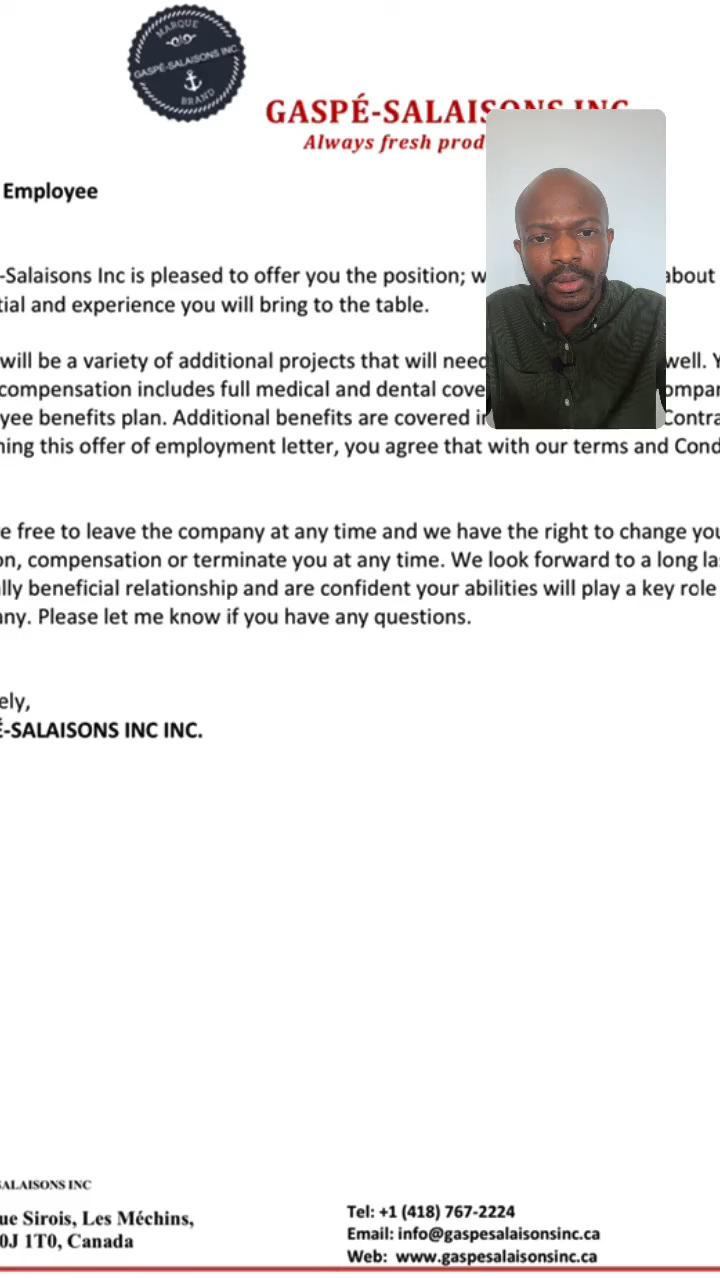 MARQUE
GASPÉ-SALAISONS INC.
BRAND
GASPÉ-SALAISONS INC
Always fresh prod
Employee
-Salaisons Inc is pleased to offer you the position; w about
tial and experience you will bring to the table.
will be a variety of additional projects that will need well. Y
compensation includes full medical and dental cove ompan
yee benefits plan. Additional benefits are covered in Contra
ning this offer of employment letter, you agree that with our terms and Cond
e free to leave the company at any time and we have the right to change you
on, compensation or terminate you at any time. We look forward to a long las
lly beneficial relationship and are confident your abilities will play a key role
any. Please let me know if you have any questions.
ely,
É-SALAISONS INC INC.
SALAISONS INC
ue Sirois, Les Méchins,
0J 1T0, Canada
Tel: +1 (418) 767-2224
Email: info@gaspesalaisonsinc.ca
Web: www.gaspesalaisonsinc.ca